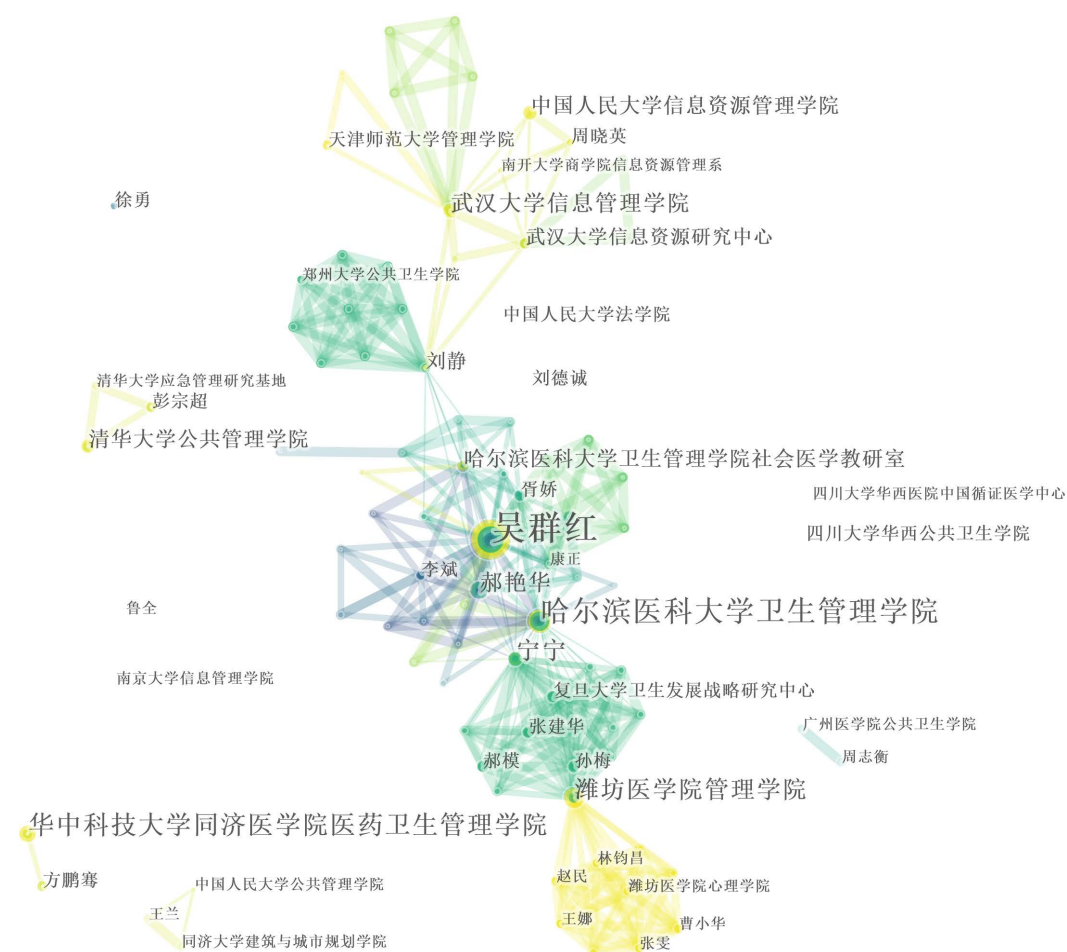 中国人民大学信息资源管理学院
天津师范大学管理学院
周晓英
南开大学商学院信息资源管理系
徐勇
武汉大学信息管理学院
武汉大学信息资源研究中心
郑州大学公共卫生学院
中国人民大学法学院
刘静
清华大学应急管理研究基地
刘德诚
彭宗超
清华大学公共管理学院
哈尔滨医科大学卫生管理学院社会医学教研室
胥娇
四川大学华西医院中国循证医学中心
吴群红
四川大学华西公共卫生学院
康正
李斌
郝艳华
鲁全
哈尔滨医科大学卫生管理学院
宁宁
南京大学信息管理学院
复旦大学卫生发展战略研究中心
张建华
广州医学院公共卫生学院
郝模
孙梅
周志衡
潍坊医学院管理学院
华中科技大学同济医学院医药卫生管理学院
林钧昌
赵民
方鹏骞
中国人民大学公共管理学院
潍坊医学院心理学院
王兰
王娜
曹小华
同济大学建筑与城市规划学院
张雯